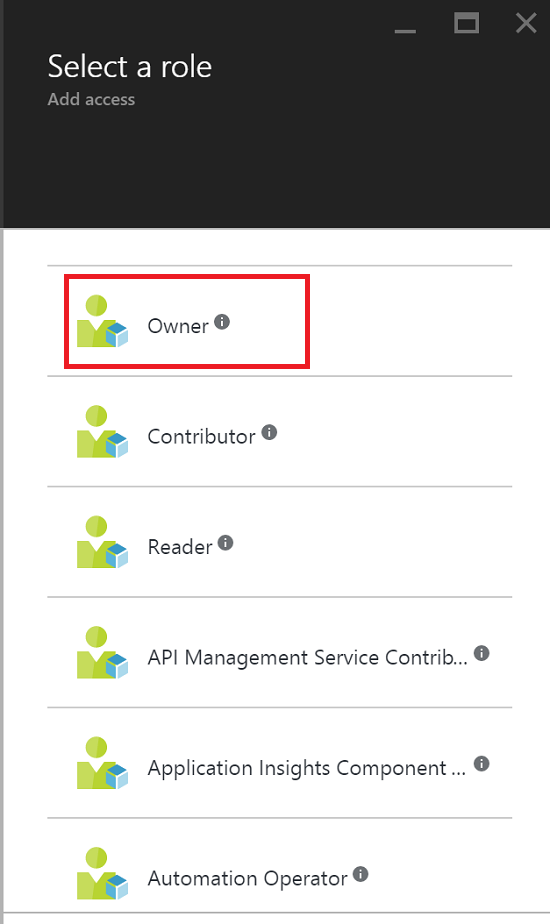 Select a role
Add access
Owner
Contributor
Reader
API Management Service Contrib...
Application Insights Component ...
Automation Operator